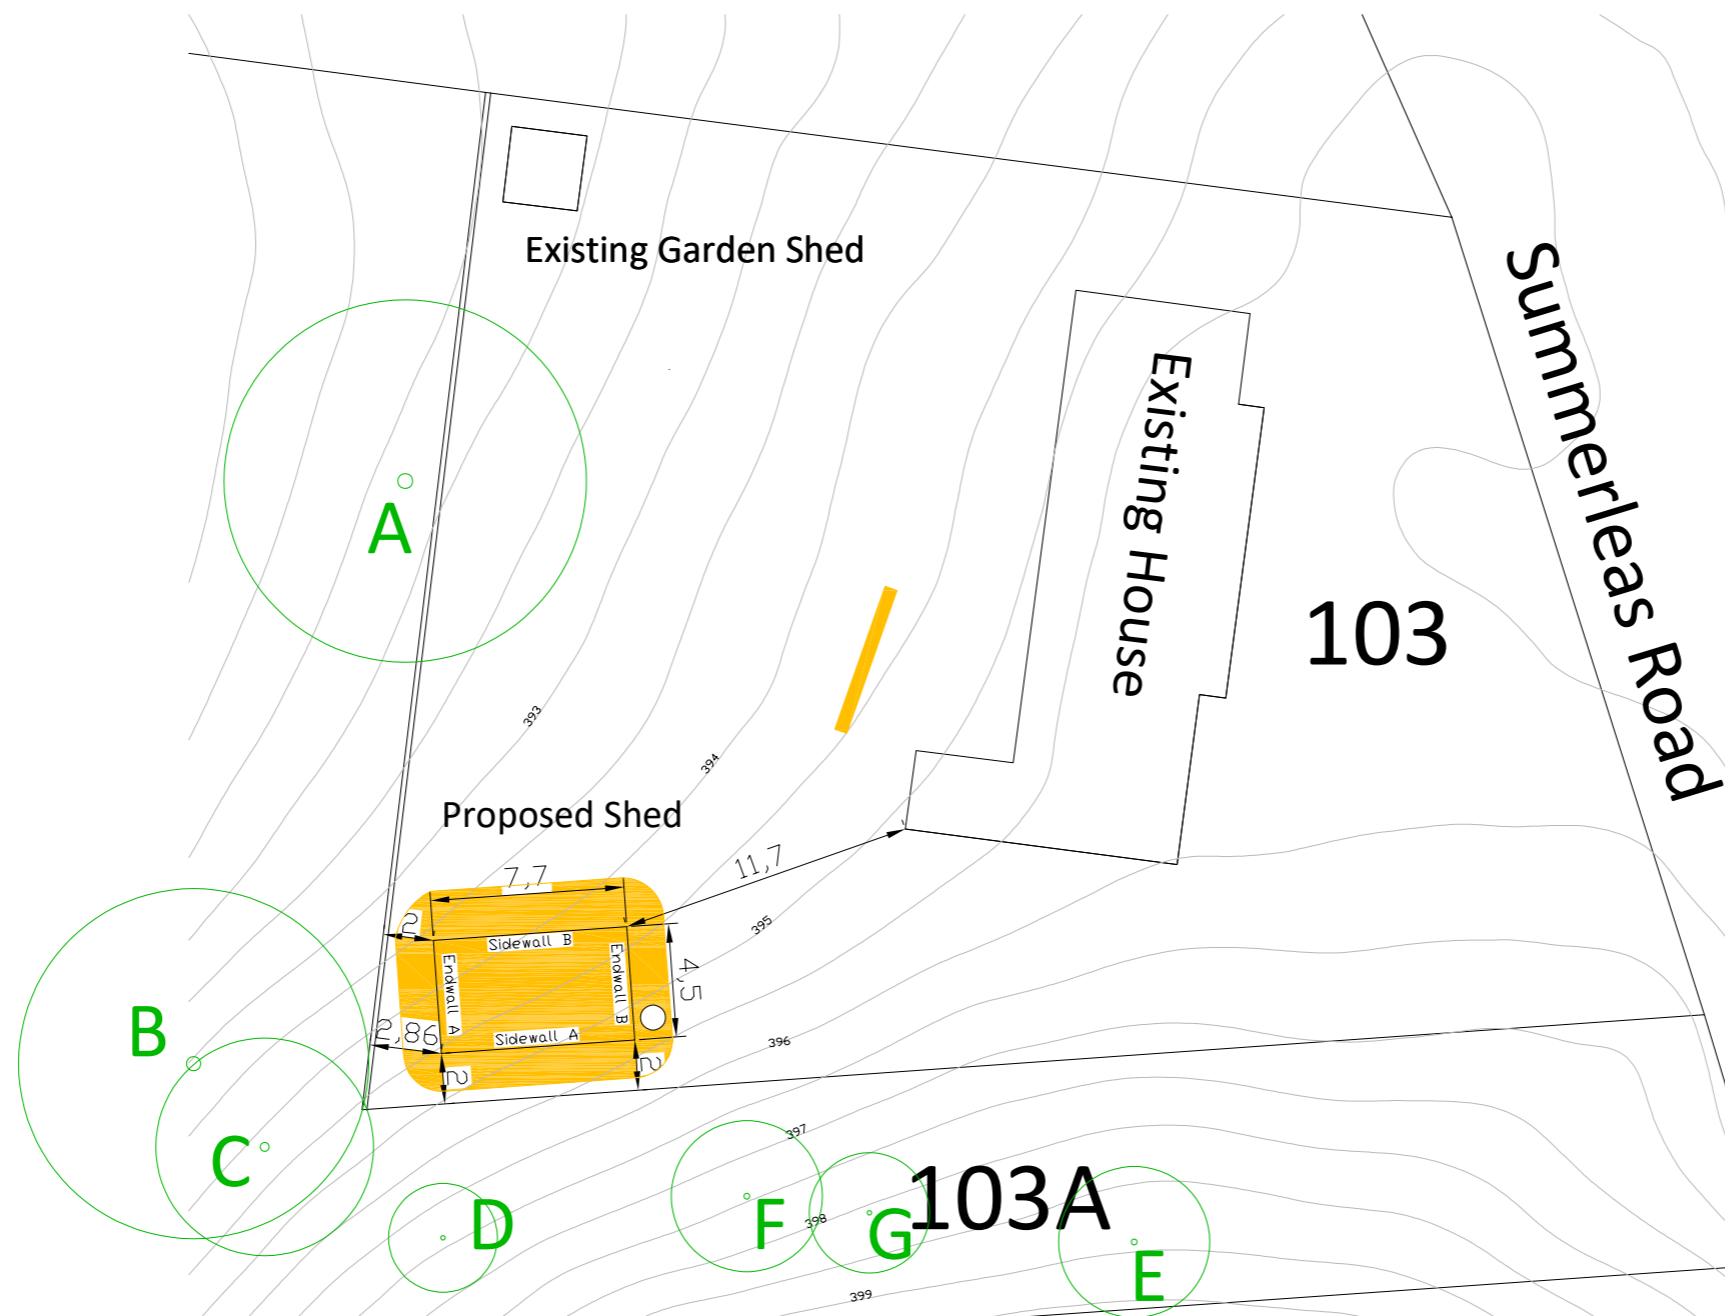 Existing Garden Shed
Summerleas Road
Existing House
A
103
393
394
Proposed Shed
7,7
11,7
2
Sidewall B
395
Endwall A
Endwall B
4,5
B
2,86
Sidewall A
396
2
2
C
397
D
F
398
G
103A
E
399